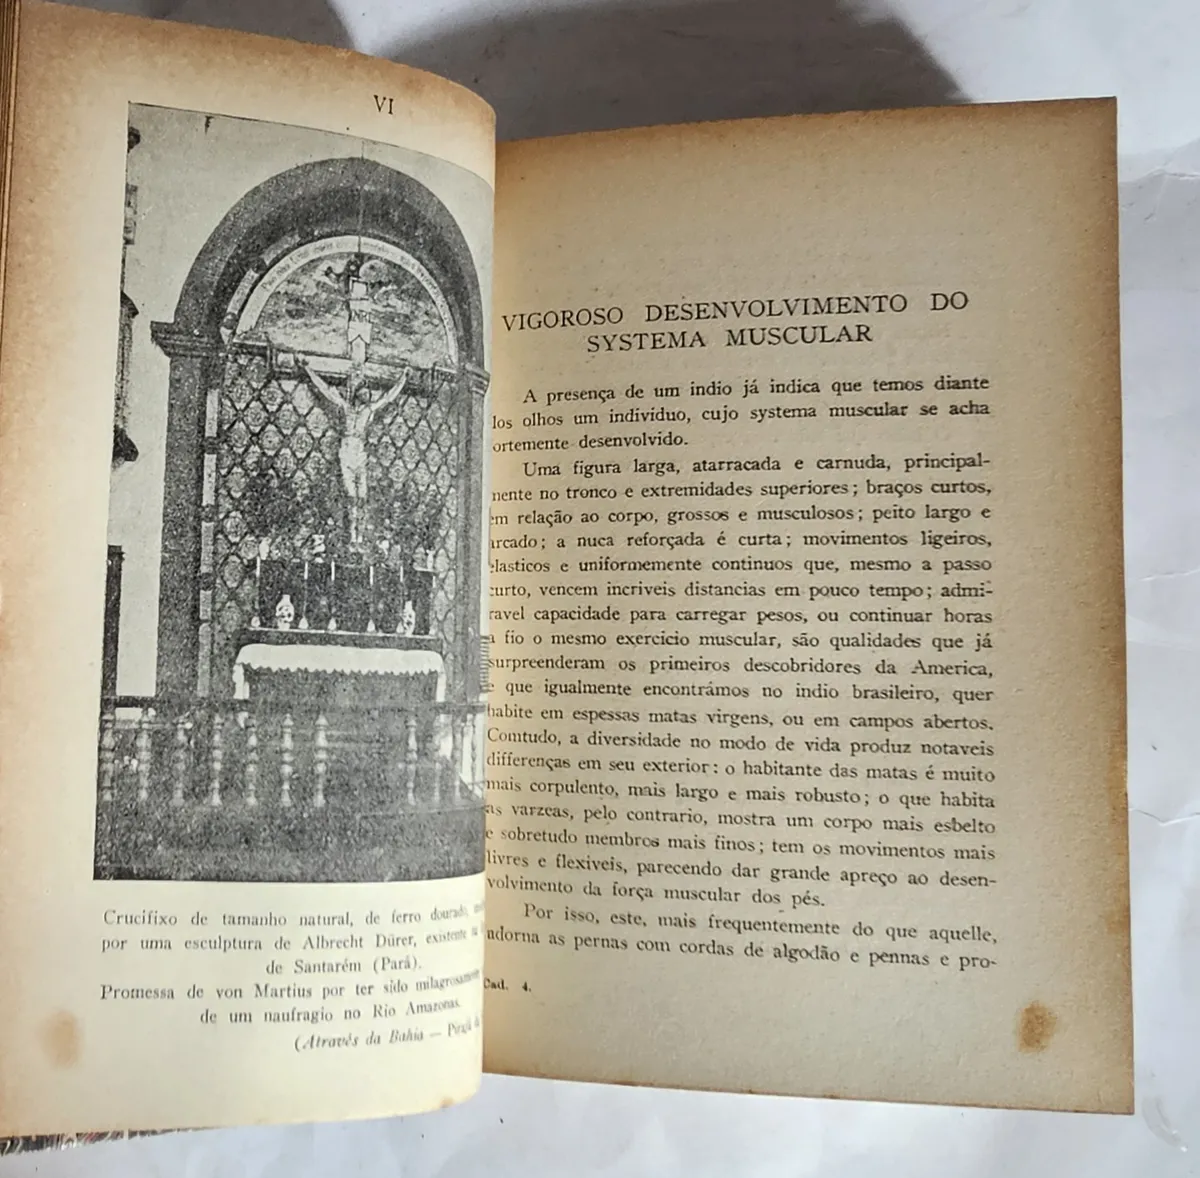 VI
INRI
Crucifixo de tamanho natural, de ferro dourado,
por uma esculptura de Albrecht Dürer, existente
de Santarém (Pará).
Promessa de von Martius por ter sido milagrosamente
de um naufragio no Rio Amazonas.
(Através da Bahia —
VIGOROSO DESENVOLVIMENTO DO
SYSTEMA MUSCULAR
A presença de um indio já indica que temos diante
los olhos um individuo, cujo systema muscular se acha
ortemente desenvolvido.
Uma figura larga, atarracada e carnuda, principal-
mente no tronco e extremidades superiores; braços curtos,
em relação ao corpo, grossos e musculosos; peito largo e
arcado; a nuca reforçada é curta; movimentos ligeiros,
elasticos e uniformemente continuos que, mesmo a passo
curto, vencem incriveis distancias em pouco tempo; admi-
ravel capacidade para carregar pesos, ou continuar horas
a fio o mesmo exercicio muscular, são qualidades que já
surpreenderam os primeiros descobridores da America,
e que igualmente encontrámos no indio brasileiro, quer
habite em espessas matas virgens, ou em campos abertos.
Comtudo, a diversidade no modo de vida produz notaveis
differenças em seu exterior: o habitante das matas é muito
mais corpulento, mais largo e mais robusto; o que habita
as varzeas, pelo contrario, mostra um corpo mais esbelto
e sobretudo membros mais finos; tem os movimentos mais
livres e flexiveis, parecendo dar grande apreço ao desen-
volvimento da força muscular dos pés.
Por isso, este, mais frequentemente do que aquelle,
adorna as pernas com cordas de algodão e pennas e pro-
Cad. 4.